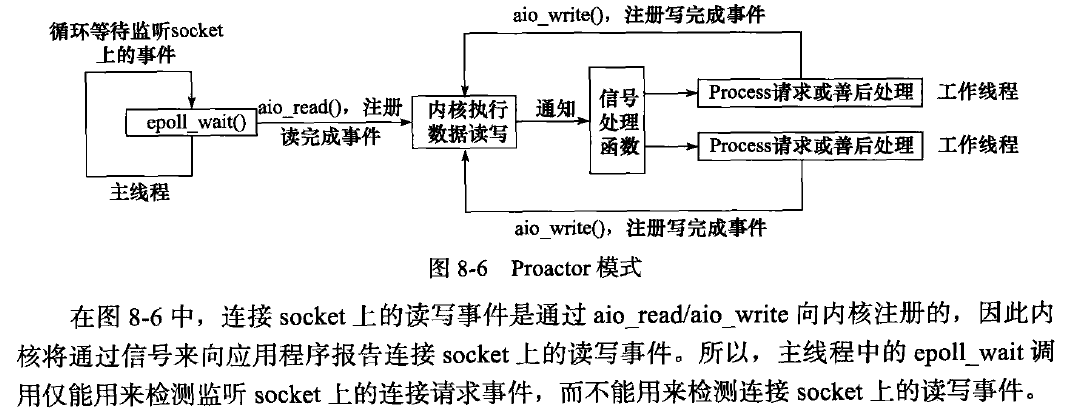 aio_write()，注册写完成事件
循环等待监听socket
上的事件
epoll_wait()
主线程
aio_read()，注册
读完成事件
内核执行
数据读写
通知
信号
处理
函数
Process请求或善后处理
工作线程
Process请求或善后处理
工作线程
aio_write()，注册写完成事件
图 8-6 Proactor 模式
在图 8-6 中，连接 socket 上的读写事件是通过 aio_read/aio_write 向内核注册的，因此内
核将通过信号来向应用程序报告连接 socket 上的读写事件。所以，主线程中的 epoll_wait 调
用仅能用来检测监听 socket 上的连接请求事件，而不能用来检测连接 socket 上的读写事件。